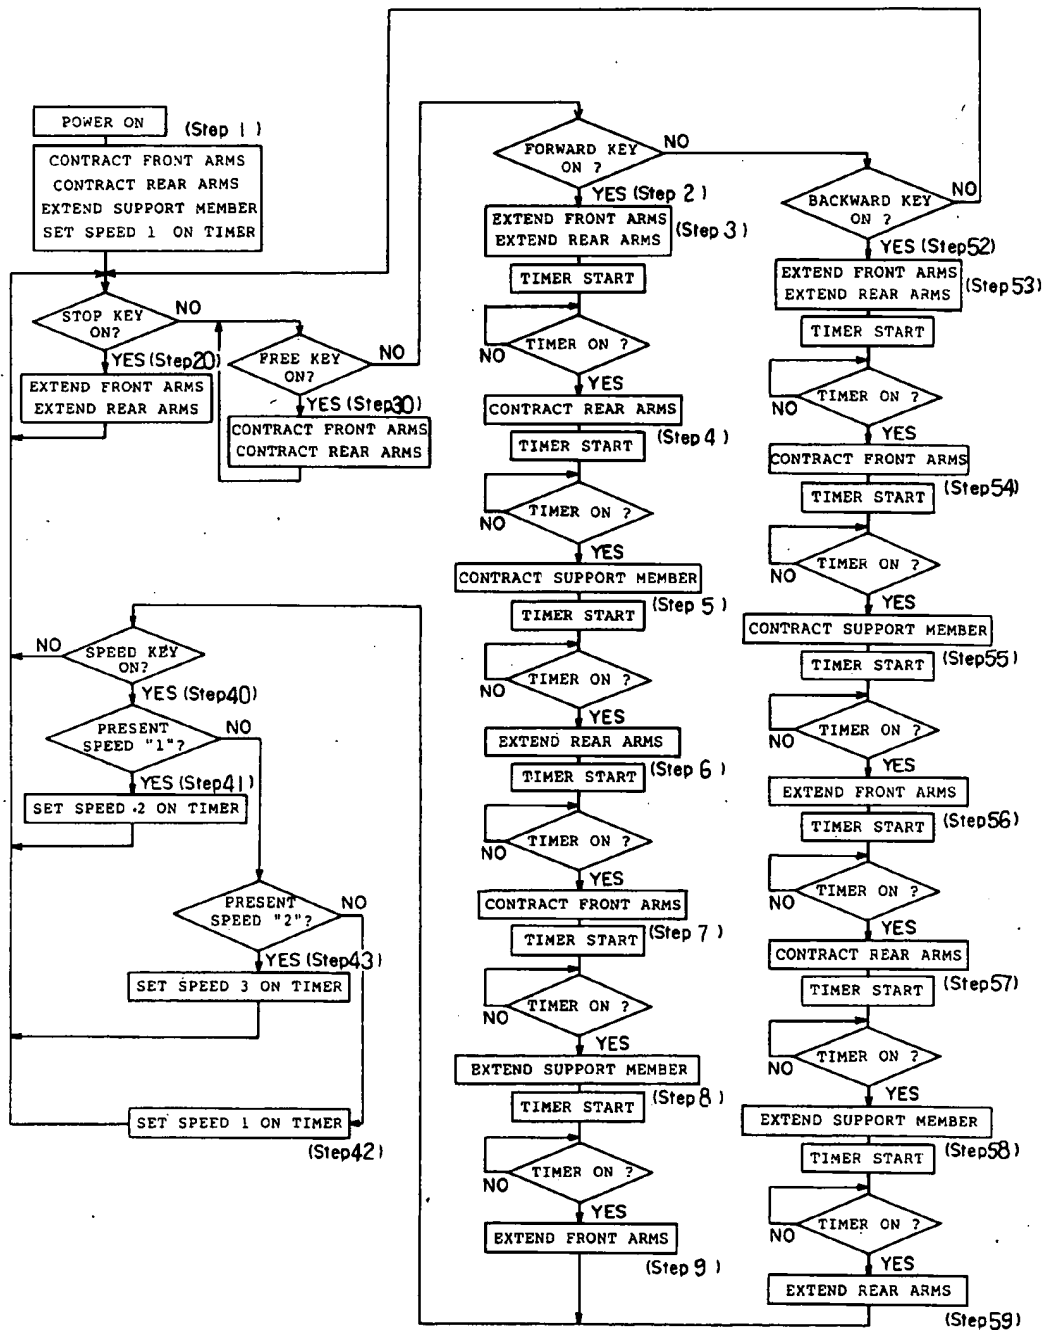 POWER ON
(Step 1)
CONTRACT FRONT ARMS
CONTRACT REAR ARMS
EXTEND SUPPORT MEMBER
SET SPEED 1 ON TIMER
STOP KEY
ON?
NO
YES (Step20)
EXTEND FRONT ARMS
EXTEND REAR ARMS
FREE KEY
ON?
NO
YES (Step30)
CONTRACT FRONT ARMS
CONTRACT REAR ARMS
NO
SPEED KEY
ON?
YES (Step40)
PRESENT
SPEED "1"?
NO
YES (Step41)
SET SPEED .2 ON TIMER
PRESENT
SPEED "2"?
NO
YES (Step43)
SET SPEED 3 ON TIMER
SET SPEED 1 ON TIMER
(Step42)
FORWARD KEY
ON ?
NO
YES (Step 2)
EXTEND FRONT ARMS
EXTEND REAR ARMS
(Step 3)
TIMER START
TIMER ON ?
NO
YES
CONTRACT REAR ARMS
(Step 4)
TIMER START
TIMER ON ?
NO
YES
CONTRACT SUPPORT MEMBER
(Step 5)
TIMER START
TIMER ON ?
NO
YES
EXTEND REAR ARMS
(Step 6)
TIMER START
TIMER ON ?
NO
YES
CONTRACT FRONT ARMS
(Step 7)
TIMER START
TIMER ON ?
NO
YES
EXTEND SUPPORT MEMBER
(Step 8)
TIMER START
TIMER ON ?
NO
YES
EXTEND FRONT ARMS
(Step 9)
BACKWARD KEY
ON ?
NO
YES (Step52)
EXTEND FRONT ARMS
EXTEND REAR ARMS
(Step53)
TIMER START
TIMER ON ?
NO
YES
CONTRACT FRONT ARMS
(Step54)
TIMER START
TIMER ON ?
NO
YES
CONTRACT SUPPORT MEMBER
(Step55)
TIMER START
TIMER ON ?
NO
YES
EXTEND FRONT ARMS
(Step56)
TIMER START
TIMER ON ?
NO
YES
CONTRACT REAR ARMS
(Step57)
TIMER START
TIMER ON ?
NO
YES
EXTEND SUPPORT MEMBER
(Step58)
TIMER START
TIMER ON ?
NO
YES
EXTEND REAR ARMS
(Step59)